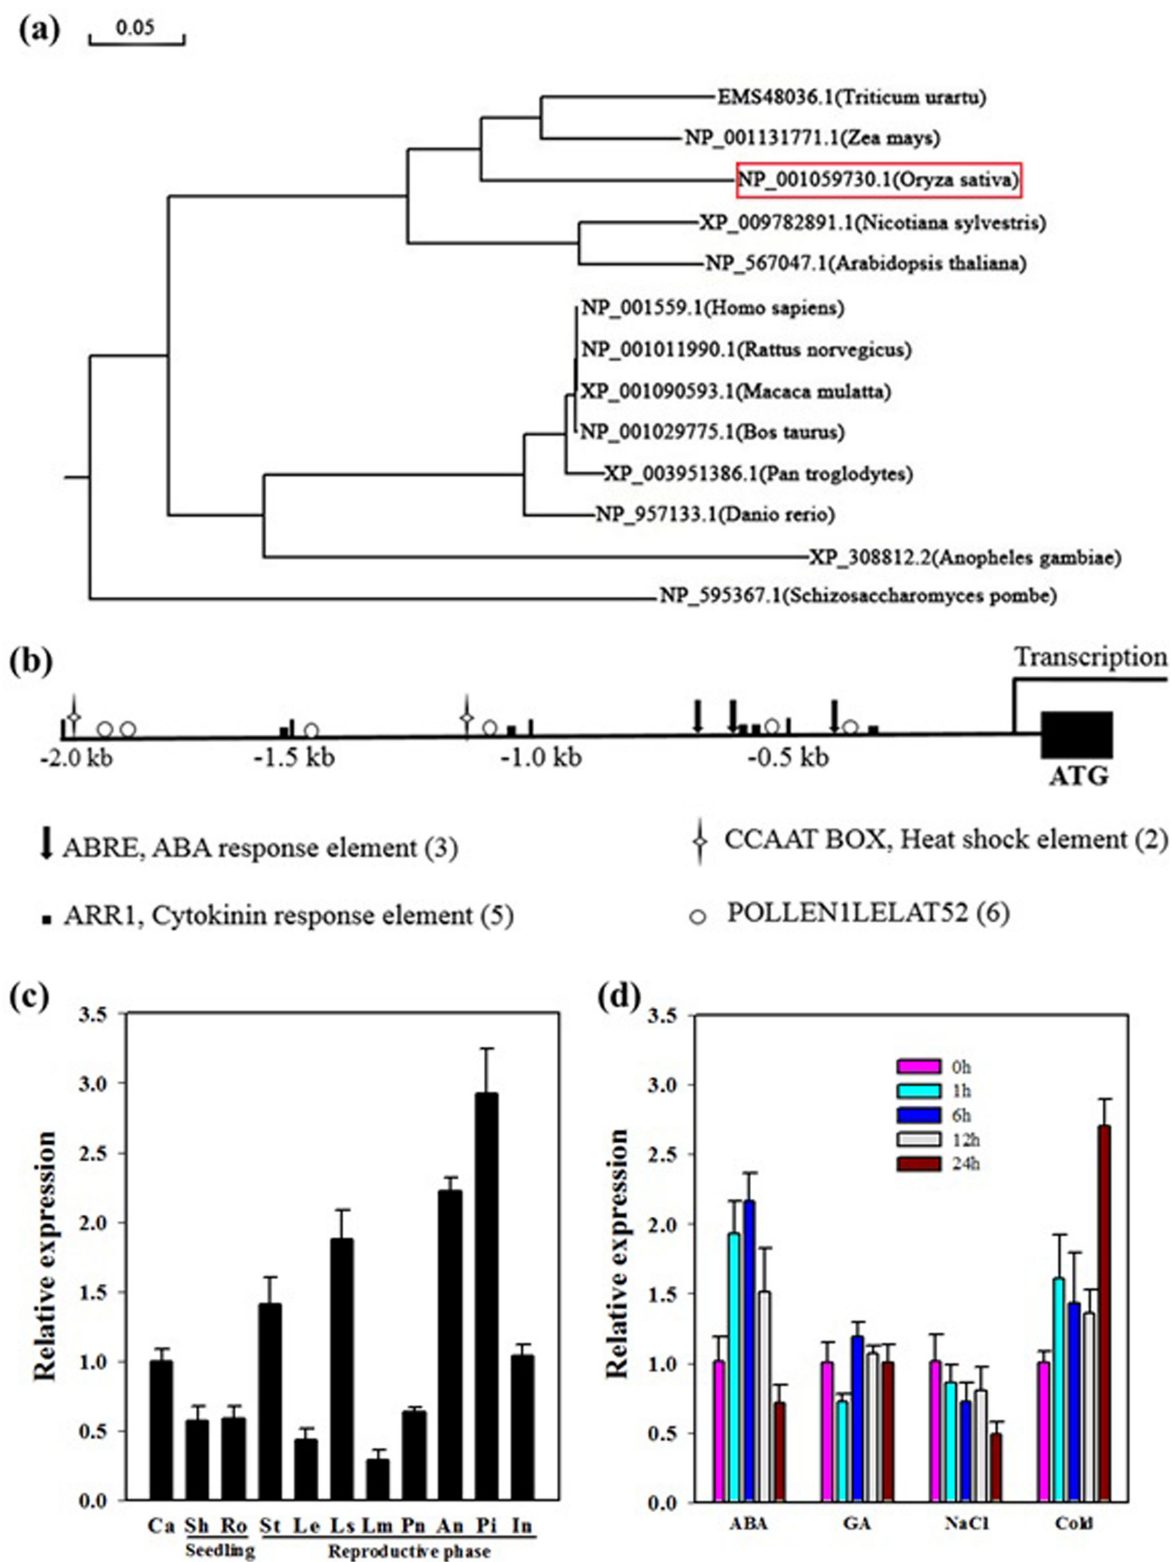 (a)
0.05
EMS48036.1(Triticum urartu)
NP_001131771.1(Zea mays)
NP_001059730.1(Oryza sativa)
XP_009782891.1(Nicotiana sylvestris)
NP_567047.1(Arabidopsis thaliana)
NP_001559.1(Homo sapiens)
NP_001011990.1(Rattus norvegicus)
XP_001090593.1(Macaca mulatta)
NP_001029775.1(Bos taurus)
XP_003951386.1(Pan troglodytes)
NP_957133.1(Danio rerio)
XP_308812.2(Anopheles gambiae)
NP_595367.1(Schizosaccharomyces pombe)
(b)
Transcription
-2.0 kb -1.5 kb -1.0 kb -0.5 kb
ATG
ABRE, ABA response element (3)
CCAAT BOX, Heat shock element (2)
ARR1, Cytokinin response element (5)
POLLEN1LELAT52 (6)
(c)
Relative expression
3.5
3.0
2.5
2.0
1.5
1.0
0.5
0.0
Ca Sh Ro St Le Ls Lm Pn An Pi In
Seedling Reproductive phase
(d)
Relative expression
3.5
3.0
2.5
2.0
1.5
1.0
0.5
0.0
0h
1h
6h
12h
24h
ABA GA NaCl Cold